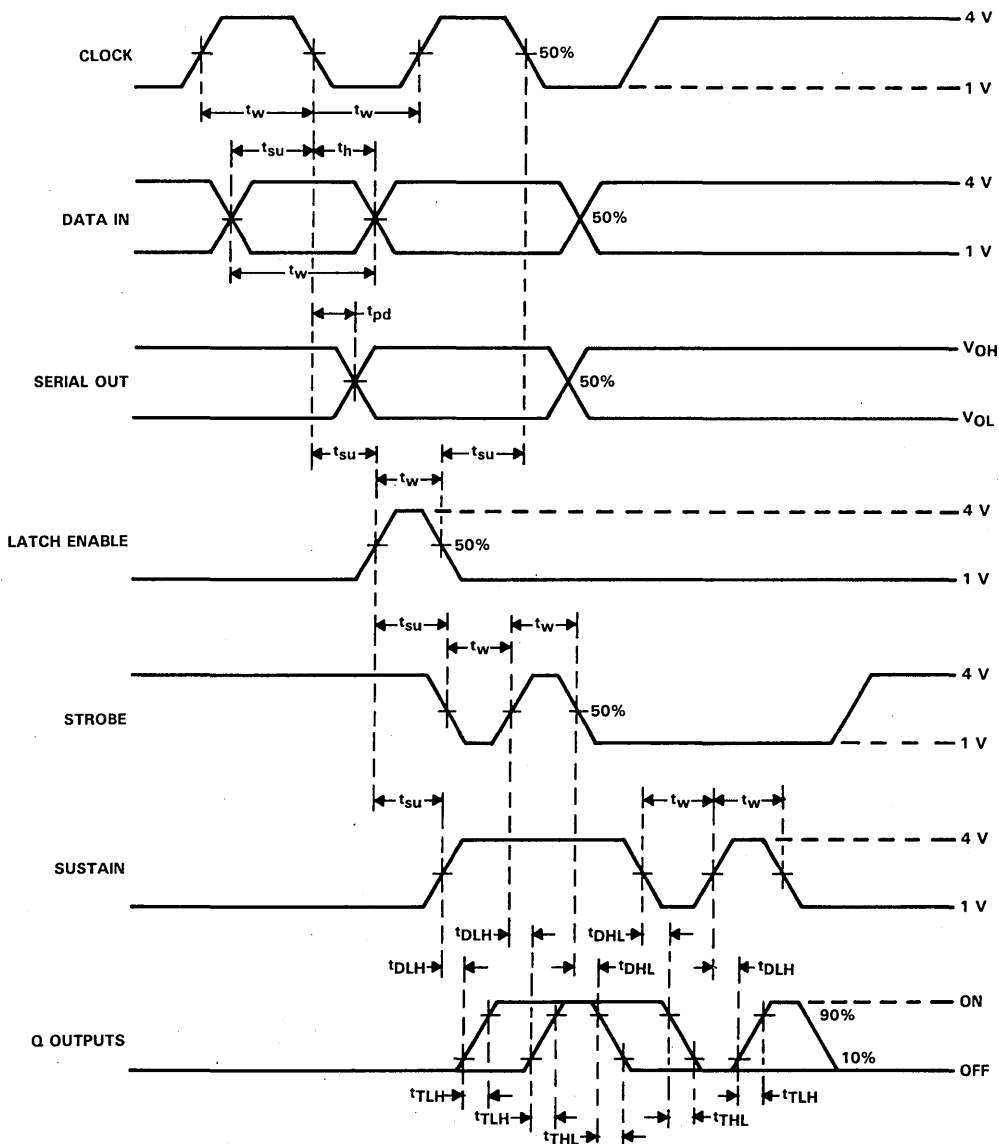 4 V
CLOCK
50%
1 V
tw tw
tsu th
4 V
DATA IN
50%
1 V
tw
tpd
VOH
SERIAL OUT
50%
VOL
tsu tsu
tw
4 V
LATCH ENABLE
50%
1 V
tsu tw
tw
4 V
STROBE
50%
1 V
tsu tw tw
4 V
SUSTAIN
1 V
tDLH tDHL
tDLH tDHL tDLH
ON
90%
Q OUTPUTS
10%
OFF
tTLH tTLH
tTLH tTHL
tTHL